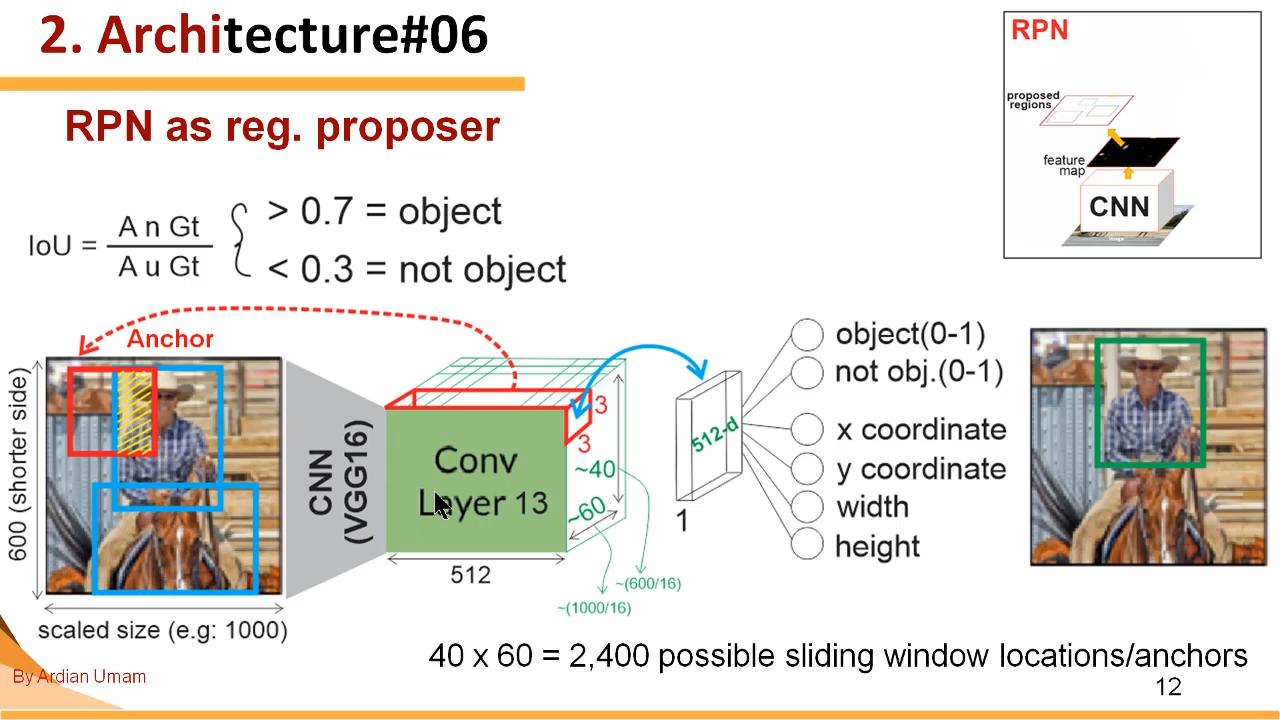 2. Architecture#06
RPN as reg. proposer
RPN
proposed
regions
feature
map
CNN
image
IoU = A n Gt
A u Gt
> 0.7 = object
< 0.3 = not object
Anchor
600 (shorter side)
scaled size (e.g: 1000)
CNN
(VGG16)
Conv
Layer 13
512
3
3
~40
~60
~(600/16)
~(1000/16)
512-d
1
object(0-1)
not obj.(0-1)
x coordinate
y coordinate
width
height
40 x 60 = 2,400 possible sliding window locations/anchors
By Ardian Umam
12